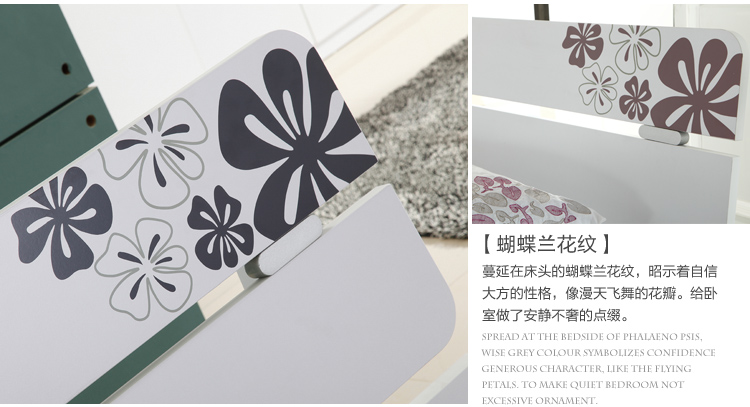 【 蝴蝶兰花纹 】
蔓延在床头的蝴蝶兰花纹，昭示着自信
大方的性格，像漫天飞舞的花瓣。给卧
室做了安静不奢的点缀。
SPREAD AT THE BEDSIDE OF PHALAENO PSIS,
WISE GREY COLOUR SYMBOLIZES CONFIDENCE
GENEROUS CHARACTER, LIKE THE FLYING
PETALS. TO MAKE QUIET BEDROOM NOT
EXCESSIVE ORNAMENT.